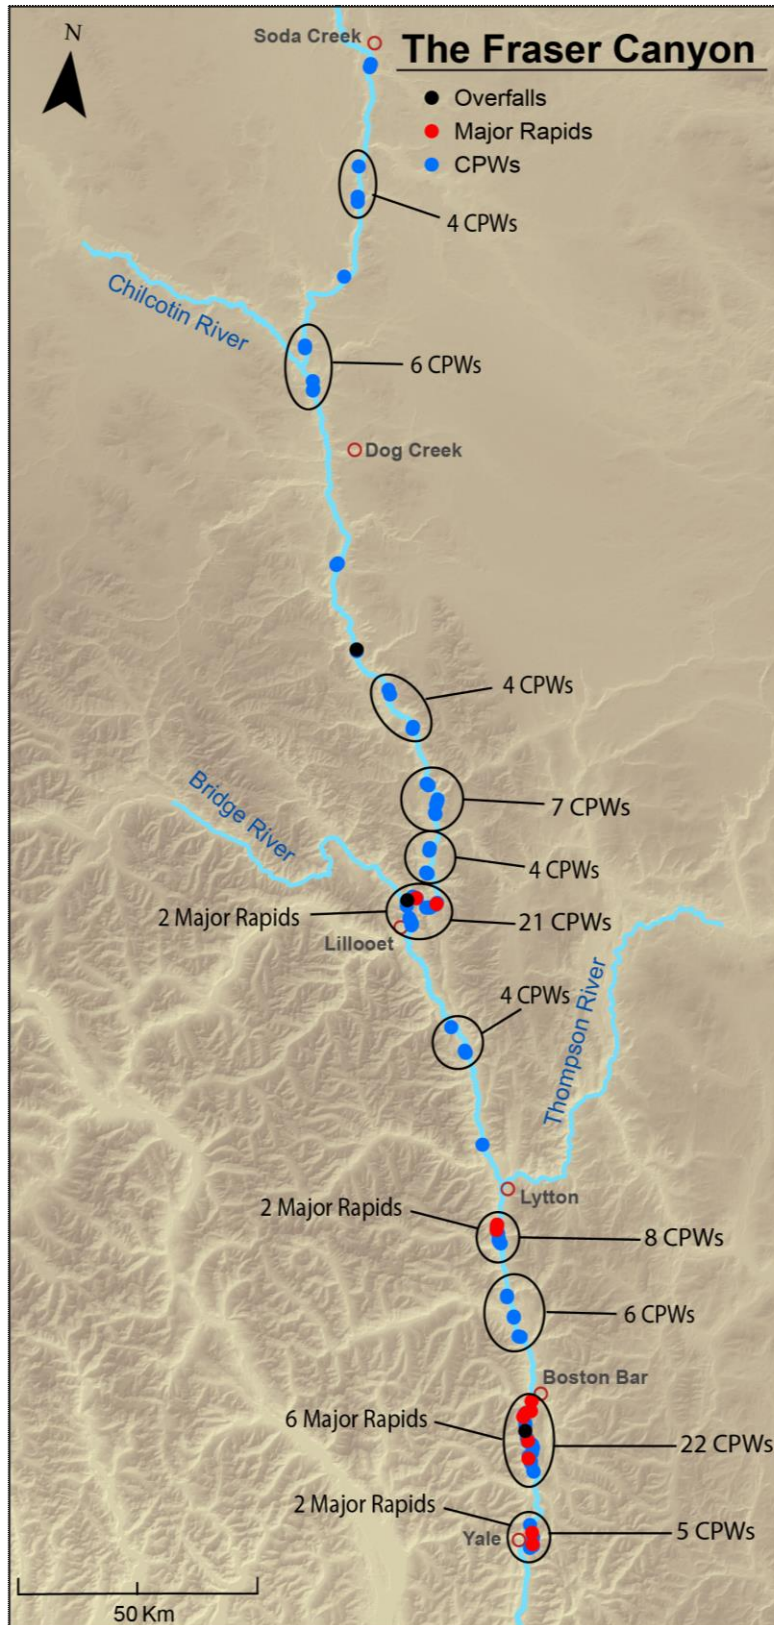 N
Soda Creek
The Fraser Canyon
Overfalls
Major Rapids
CPWs
4 CPWs
Chilcotin River
6 CPWs
Dog Creek
4 CPWs
Bridge River
7 CPWs
4 CPWs
2 Major Rapids
21 CPWs
Lillooet
4 CPWs
Thompson River
Lytton
2 Major Rapids
8 CPWs
6 CPWs
Boston Bar
6 Major Rapids
22 CPWs
2 Major Rapids
Yale
5 CPWs
50 Km